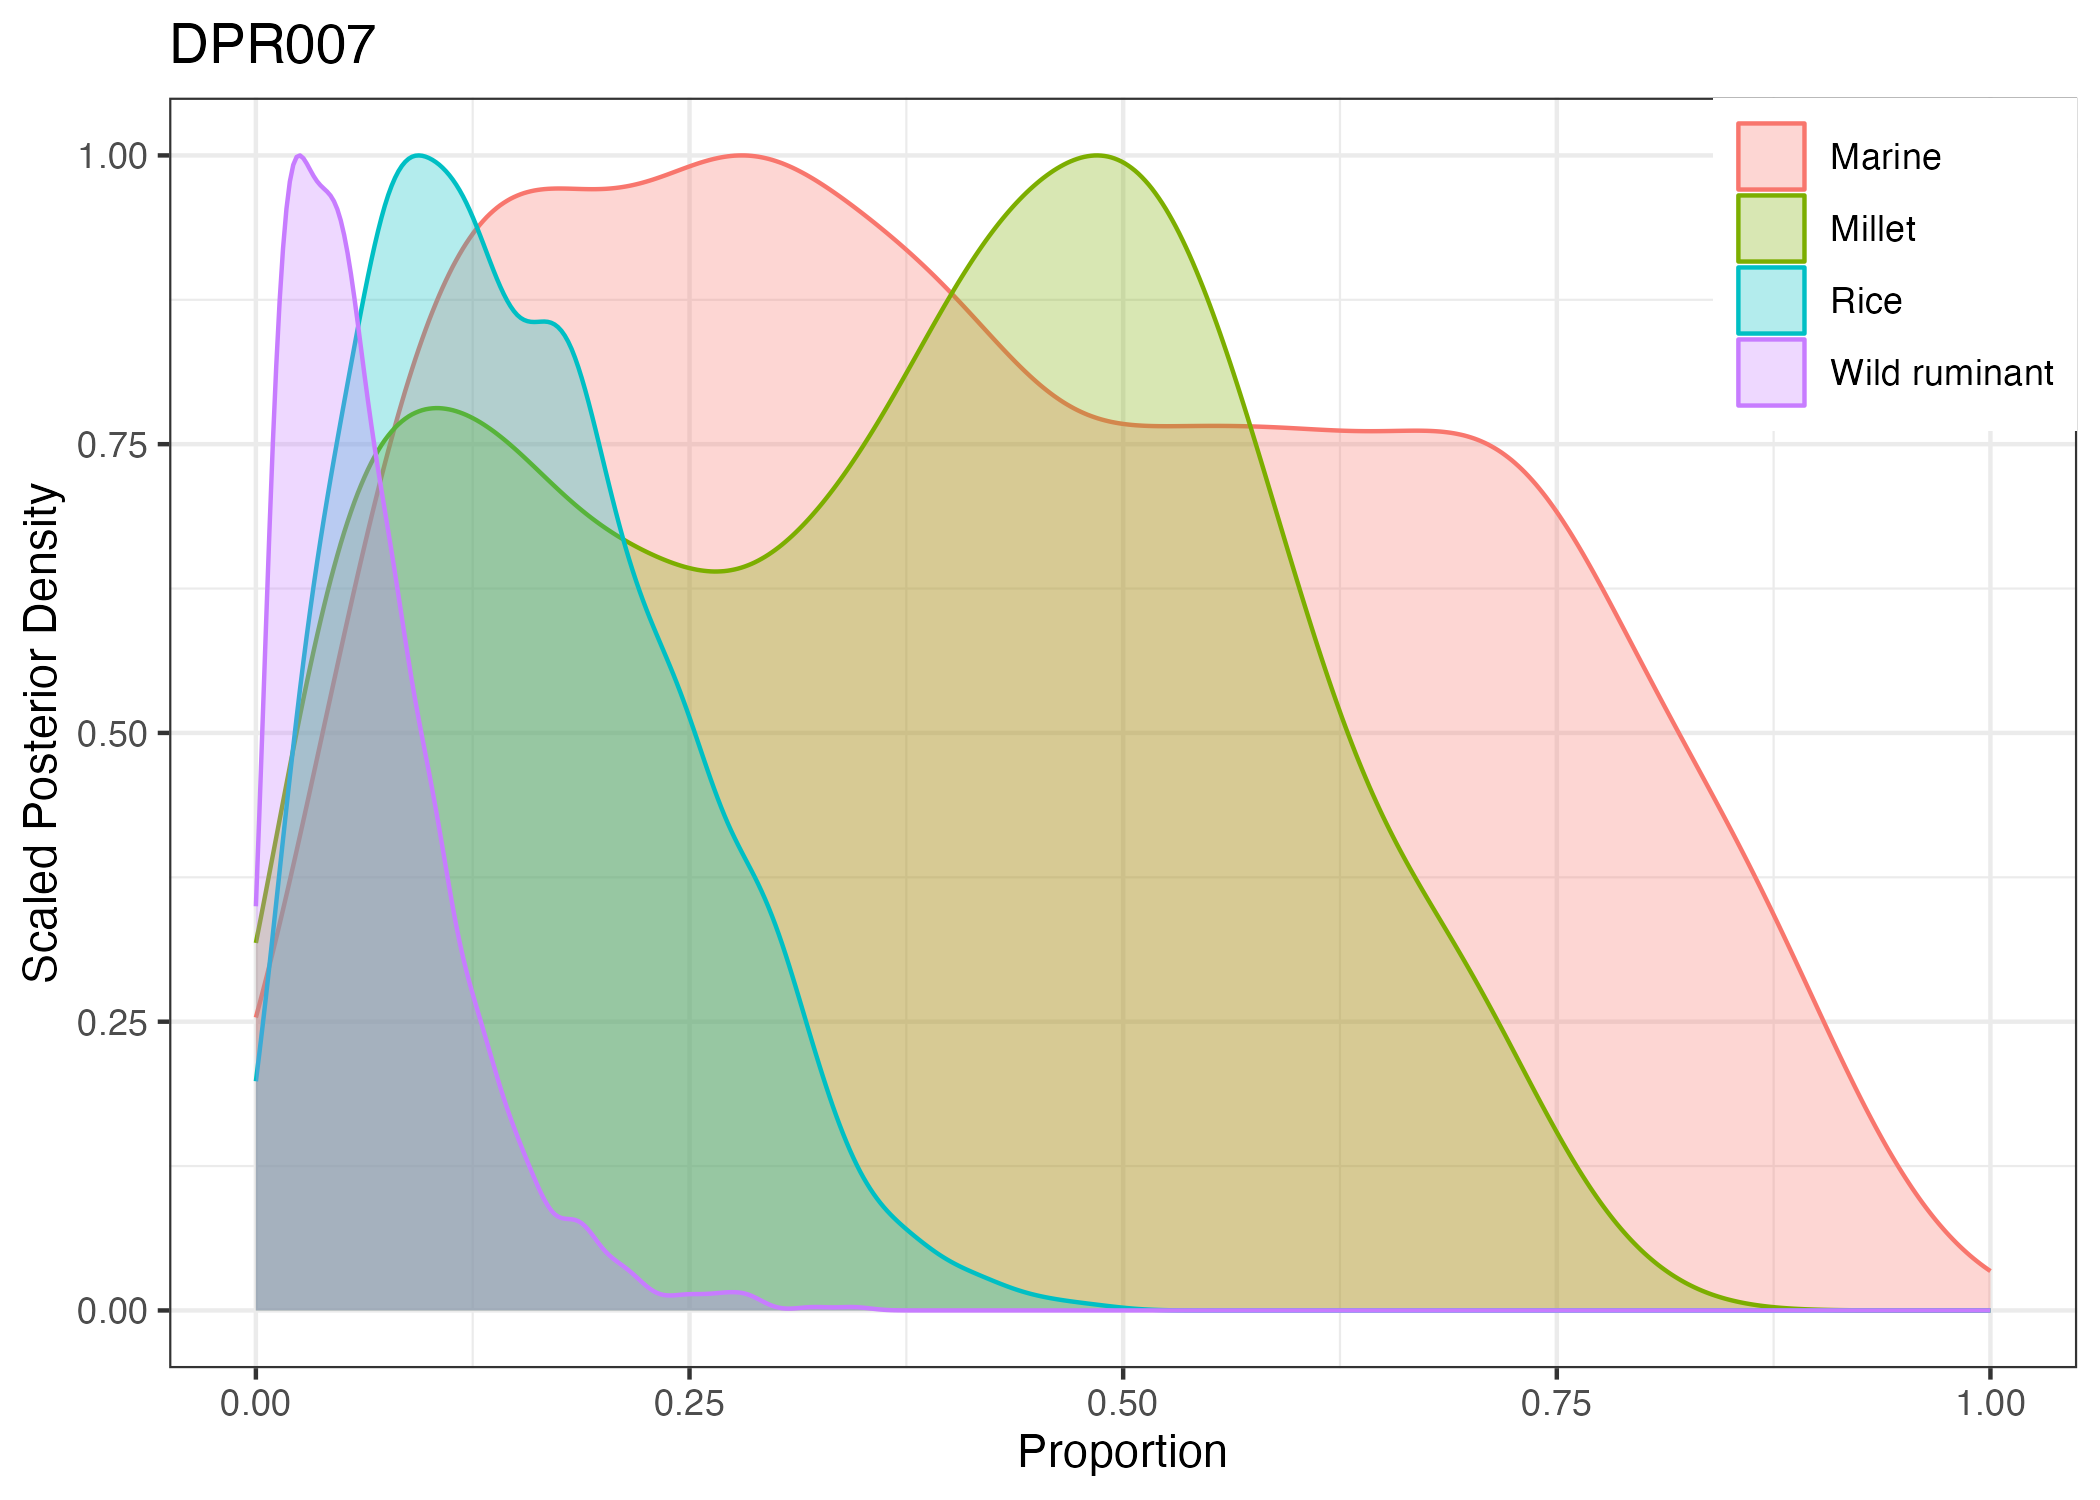 DPR007
Marine
Millet
Rice
Wild ruminant
Scaled Posterior Density
1.00
0.75
0.50
0.25
0.00
0.00 0.25 0.50 0.75 1.00
Proportion